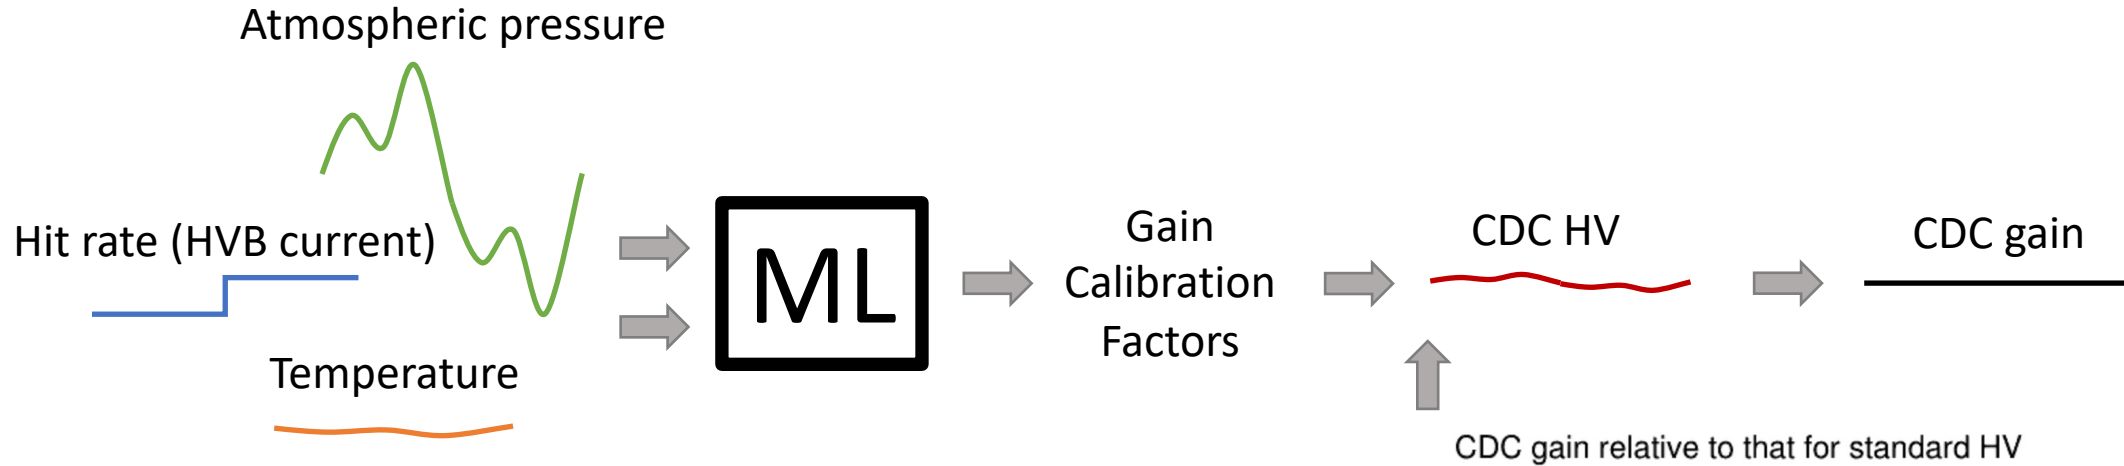 Atmospheric pressure
Hit rate (HVB current)
Temperature
ML
Gain
Calibration
Factors
CDC HV
CDC gain
CDC gain relative to that for standard HV